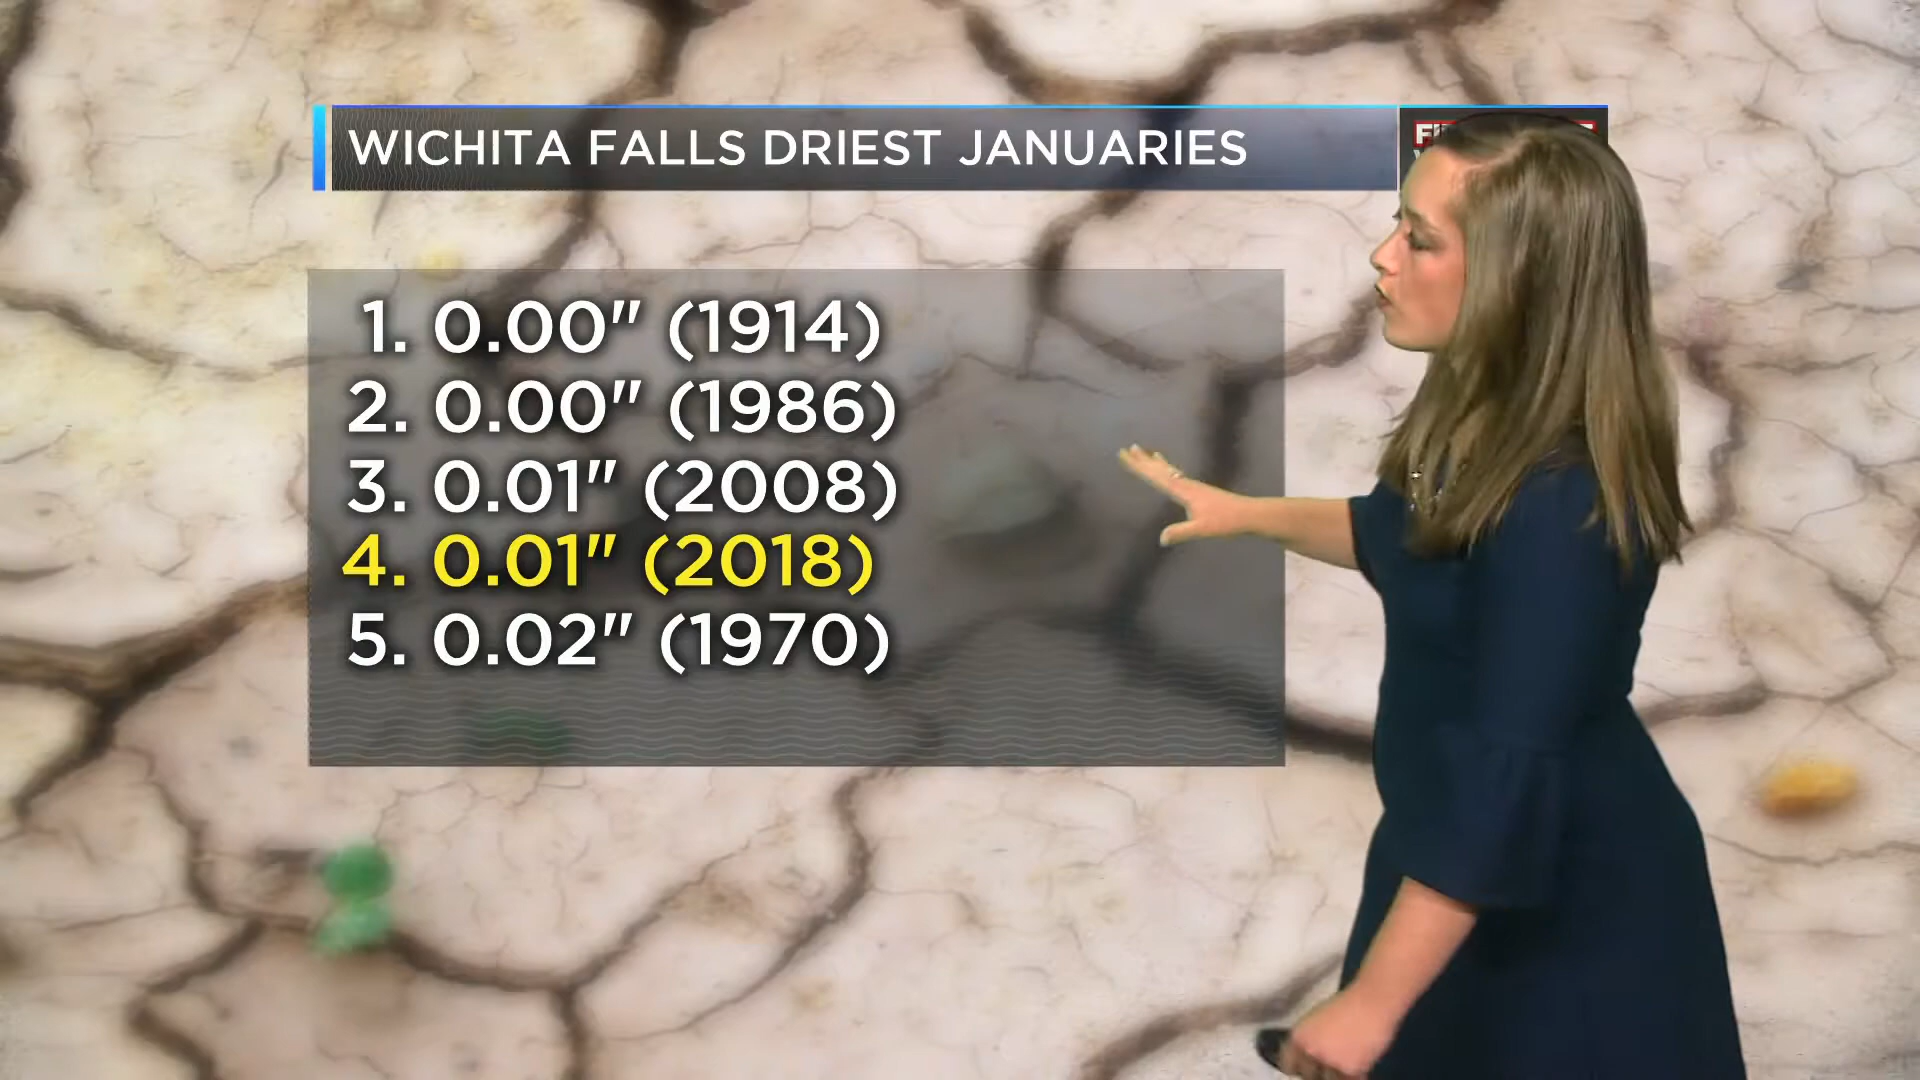 WICHITA FALLS DRIEST JANUARIES
1. 0.00" (1914)
2. 0.00" (1986)
3. 0.01" (2008)
4. 0.01" (2018)
5. 0.02" (1970)